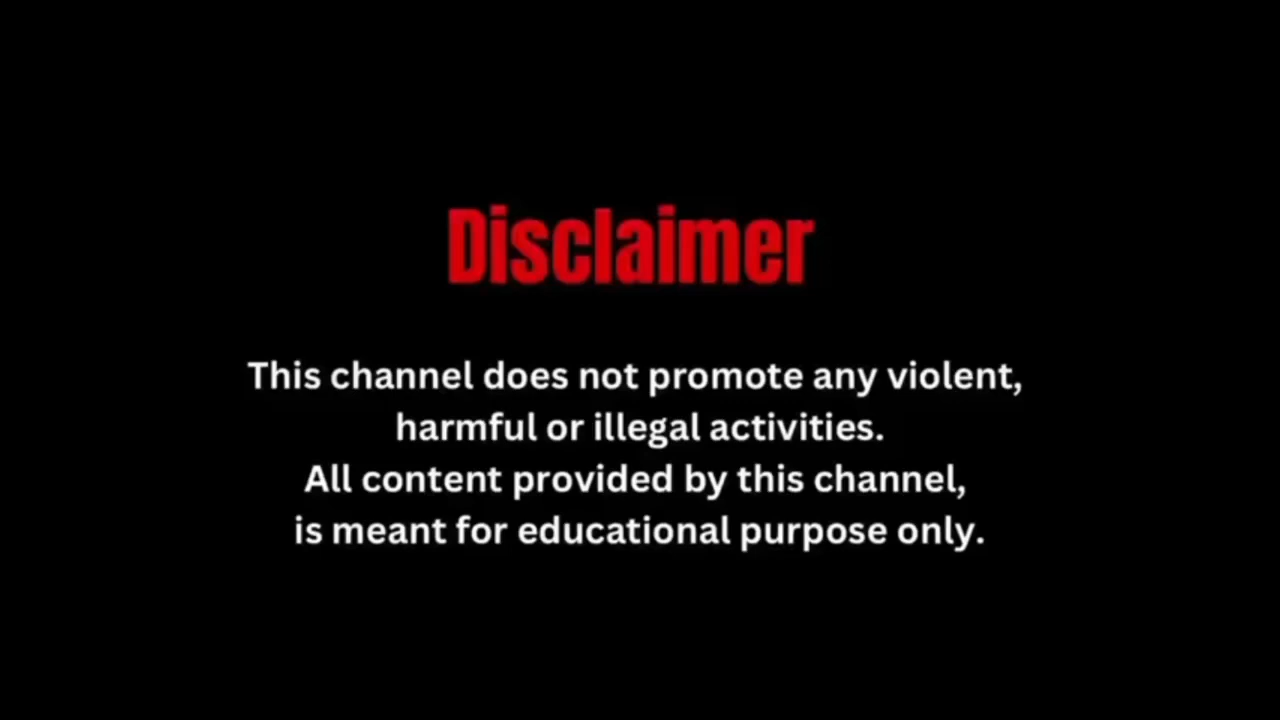 Disclaimer
This channel does not promote any violent,
harmful or illegal activities.
All content provided by this channel,
is meant for educational purpose only.